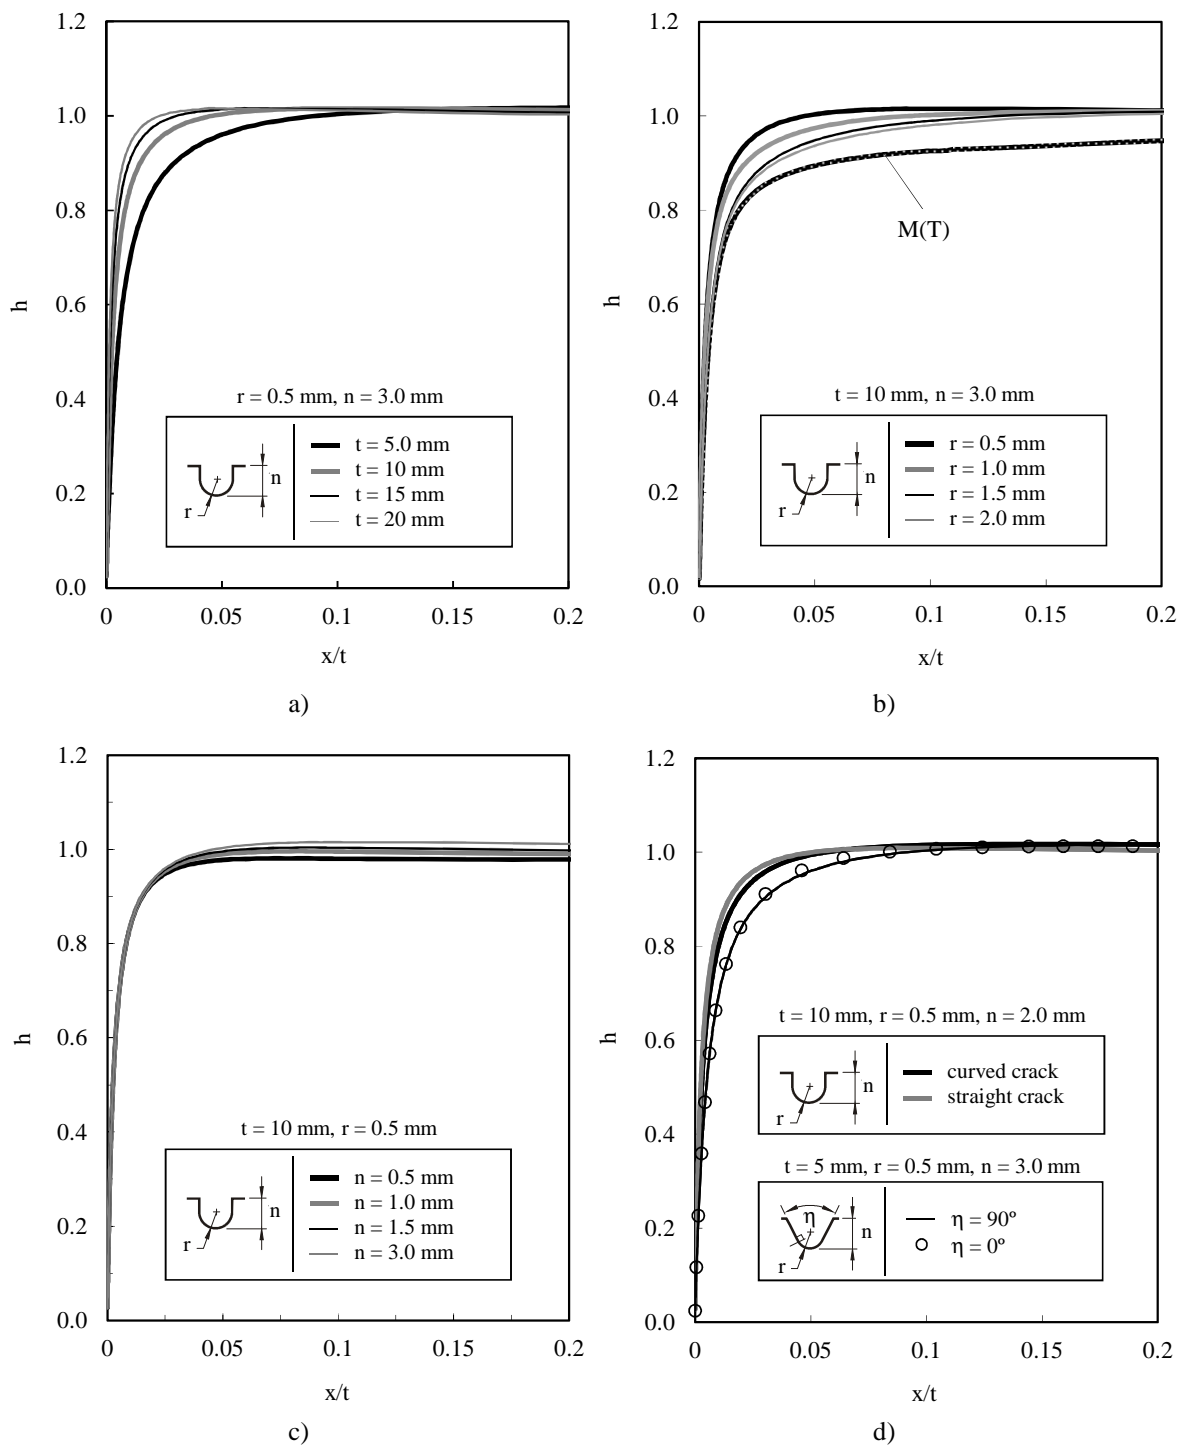 1.2
1.0
0.8
0.6
0.4
0.2
0.0
h
r = 0.5 mm, n = 3.0 mm
n
r
t = 5.0 mm
t = 10 mm
t = 15 mm
t = 20 mm
0
0.05
0.1
0.15
0.2
x/t
a)
1.2
1.0
0.8
0.6
0.4
0.2
0.0
h
M(T)
t = 10 mm, n = 3.0 mm
n
r
r = 0.5 mm
r = 1.0 mm
r = 1.5 mm
r = 2.0 mm
0
0.05
0.1
0.15
0.2
x/t
b)
1.2
1.0
0.8
0.6
0.4
0.2
0.0
h
t = 10 mm, r = 0.5 mm
n
r
n = 0.5 mm
n = 1.0 mm
n = 1.5 mm
n = 3.0 mm
0
0.05
0.1
0.15
0.2
x/t
c)
1.2
1.0
0.8
0.6
0.4
0.2
0.0
h
t = 10 mm, r = 0.5 mm, n = 2.0 mm
n
r
curved crack
straight crack
t = 5 mm, r = 0.5 mm, n = 3.0 mm
η
n
r
η = 90º
η = 0º
0
0.05
0.1
0.15
0.2
x/t
d)